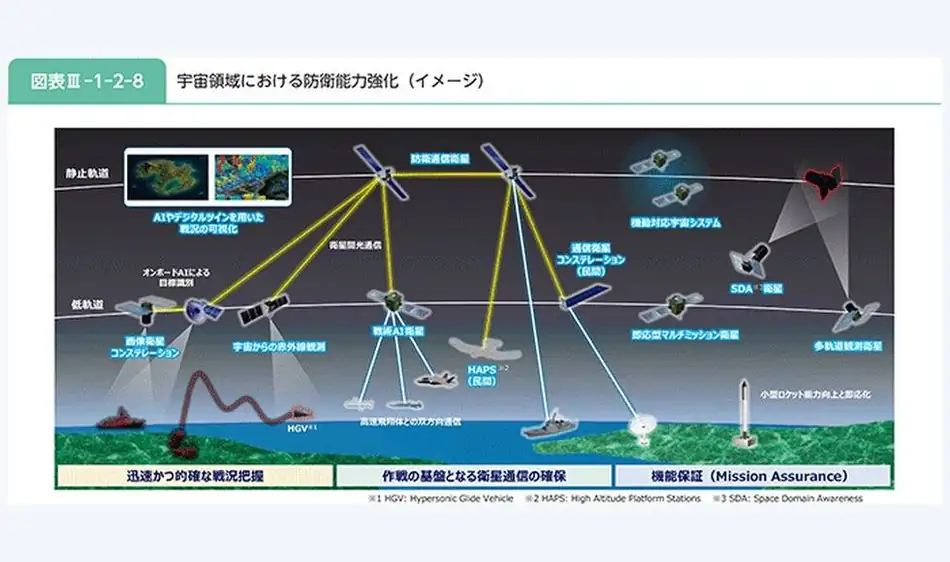 図表Ⅲ-1-2-8
宇宙領域における防衛能力強化（イメージ）
静止軌道
AIやデジタルツインを用いた
戦況の可視化
防衛通信衛星
機動対応宇宙システム
衛星間光通信
通信衛星
コンステレーション
（民間）
SDA※3衛星
オンボードAIによる
目標識別
低軌道
画像衛星
コンステレーション
宇宙からの赤外線観測
戦術AI衛星
即応型マルチミッション衛星
多軌道観測衛星
HAPS※2
（民間）
HGV※1
高速飛翔体との双方向通信
小型ロケット能力向上と即応化
迅速かつ的確な戦況把握
作戦の基盤となる衛星通信の確保
機能保証（Mission Assurance）
※1 HGV: Hypersonic Glide Vehicle ※2 HAPS: High Altitude Platform Stations ※3 SDA: Space Domain Awareness